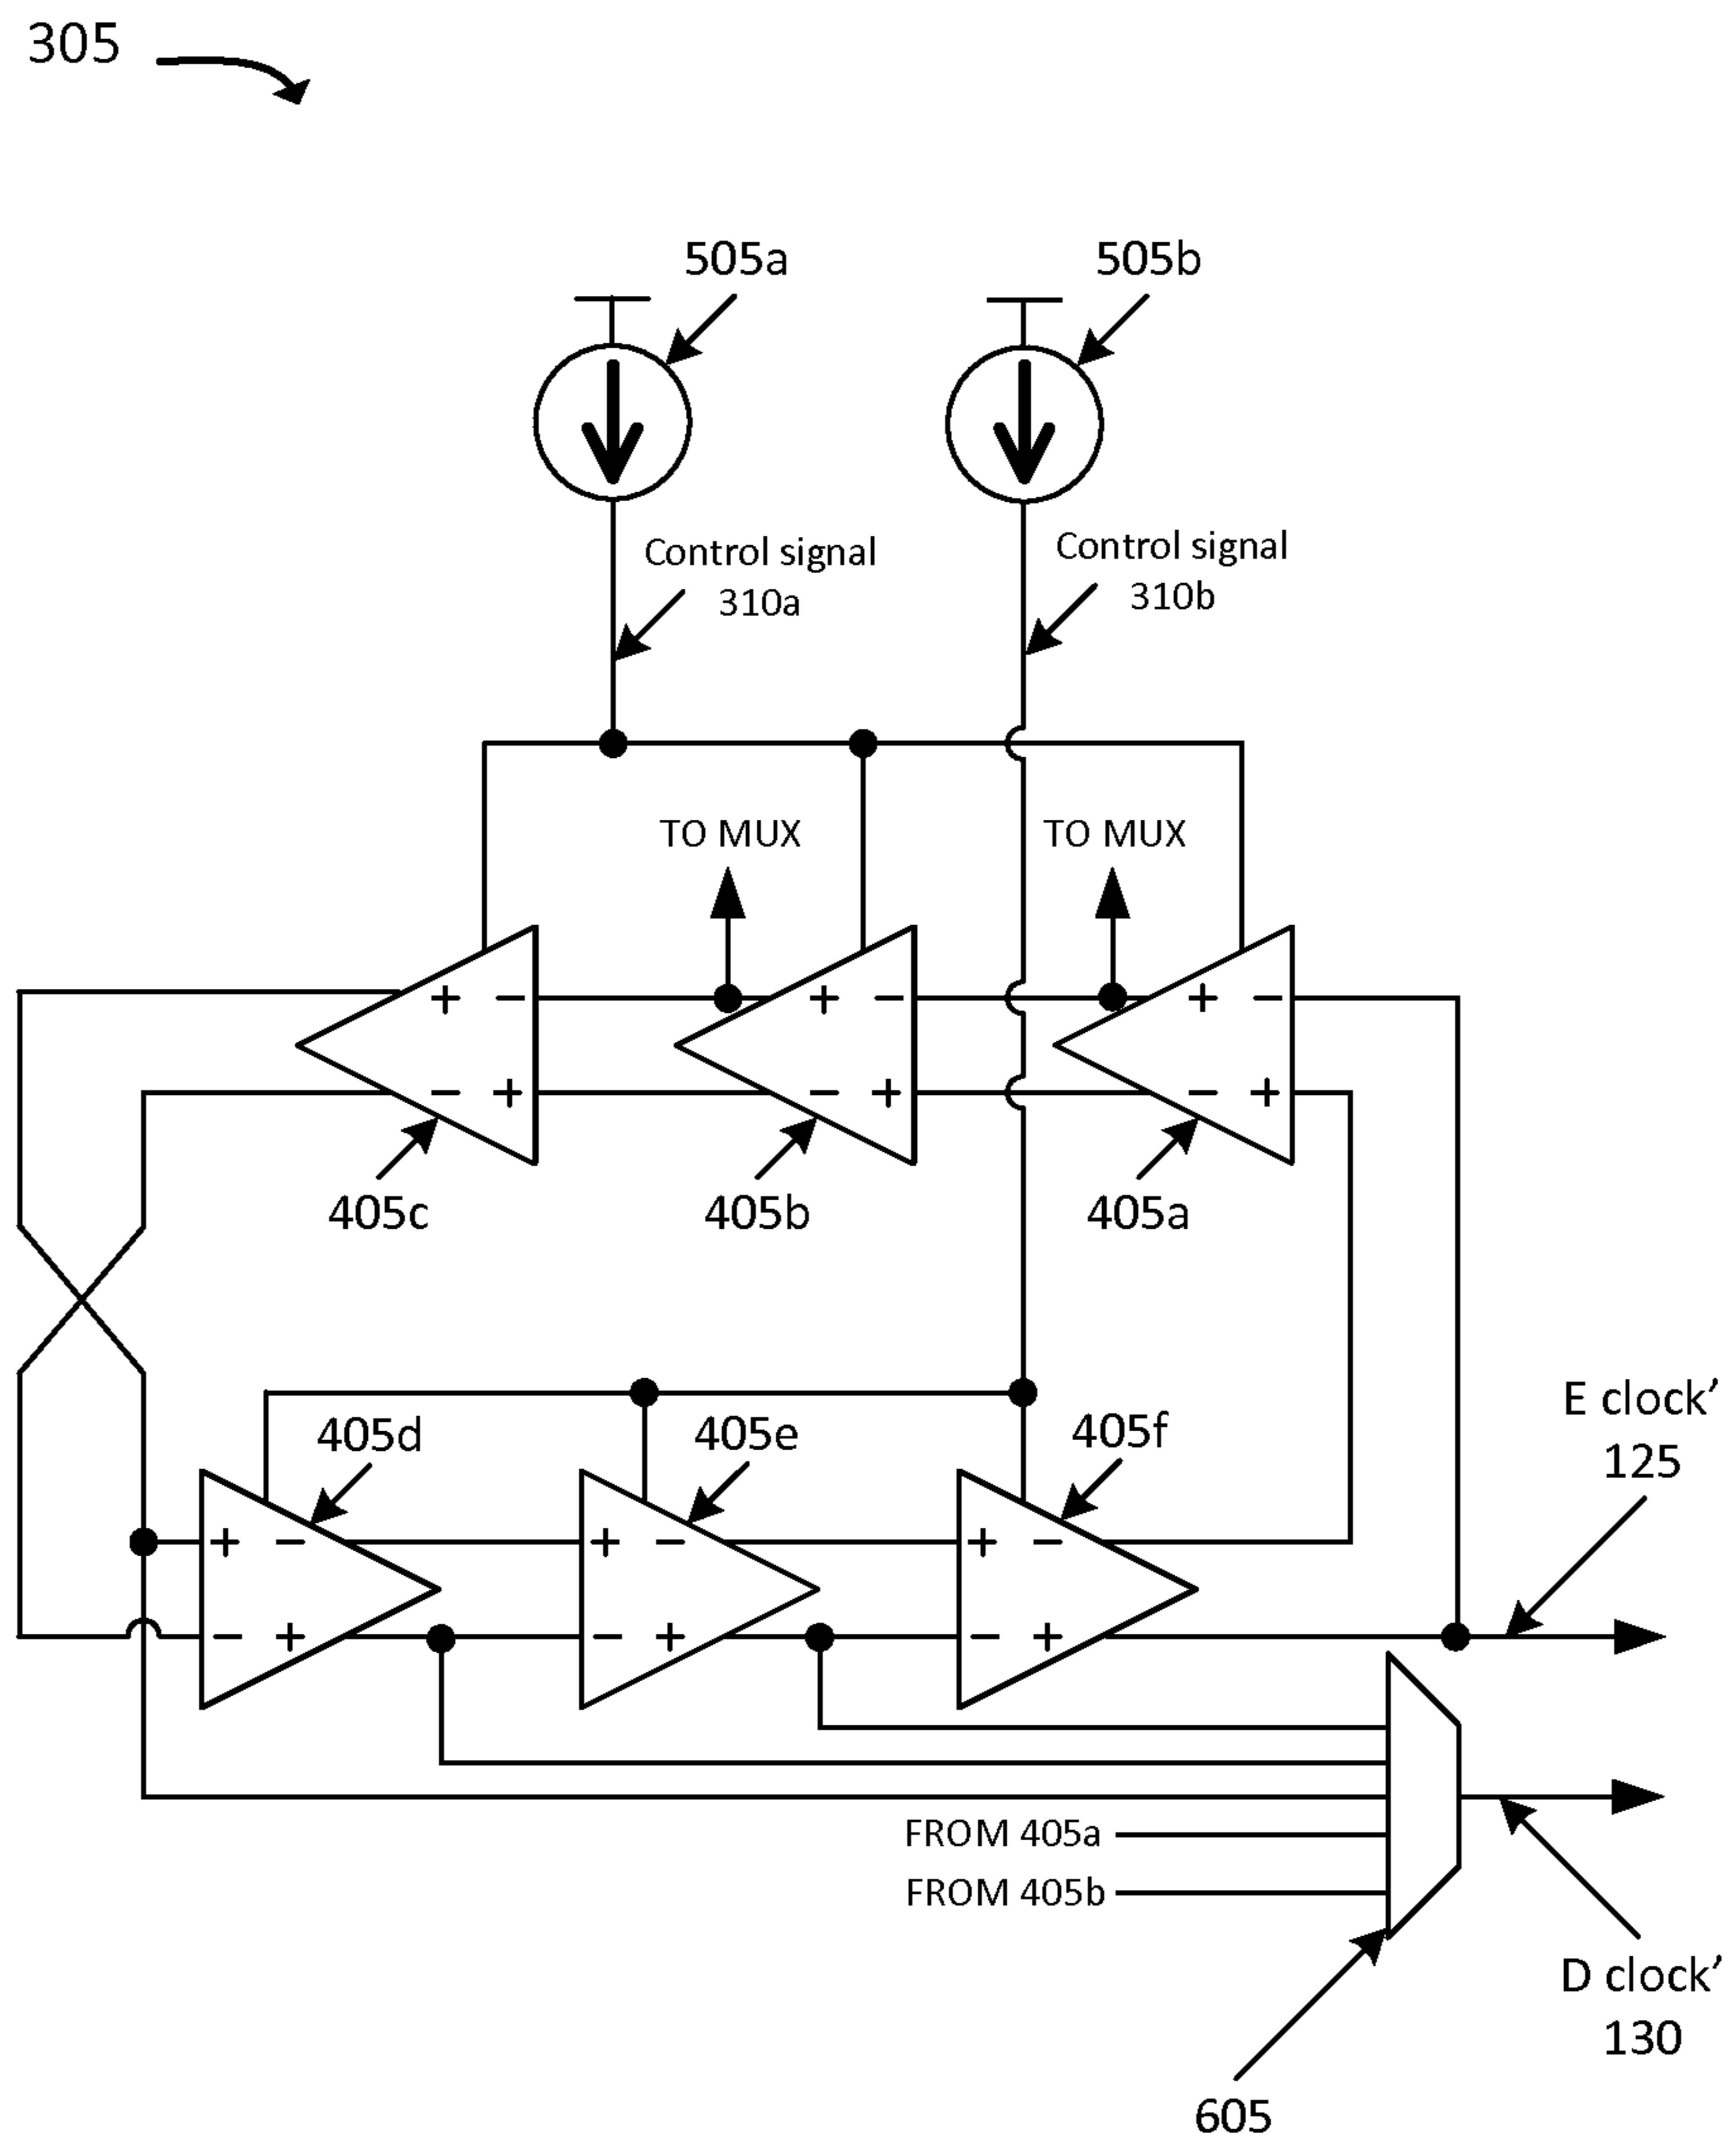 305
505a
505b
Control signal
310a
Control signal
310b
TO MUX
TO MUX
+ −
+ −
+ −
− +
− +
− +
405c
405b
405a
E clock’
125
405d
405e
405f
+ −
+ −
+ −
− +
− +
− +
FROM 405a
FROM 405b
D clock’
130
605